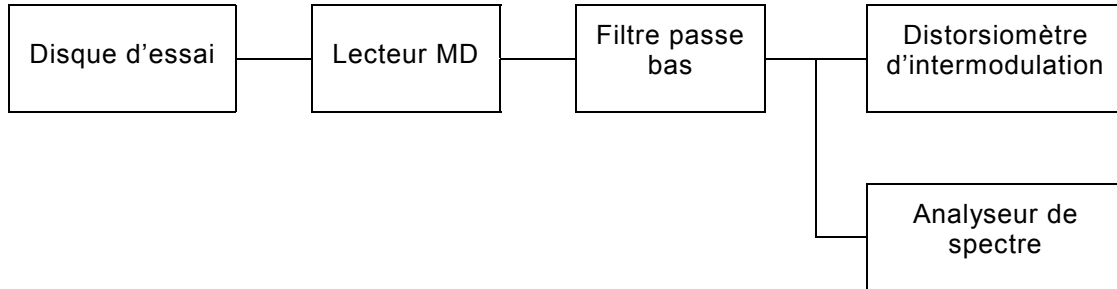 Disque d’essai
Lecteur MD
Filtre passe
bas
Distorsiomètre
d’intermodulation
Analyseur de
spectre